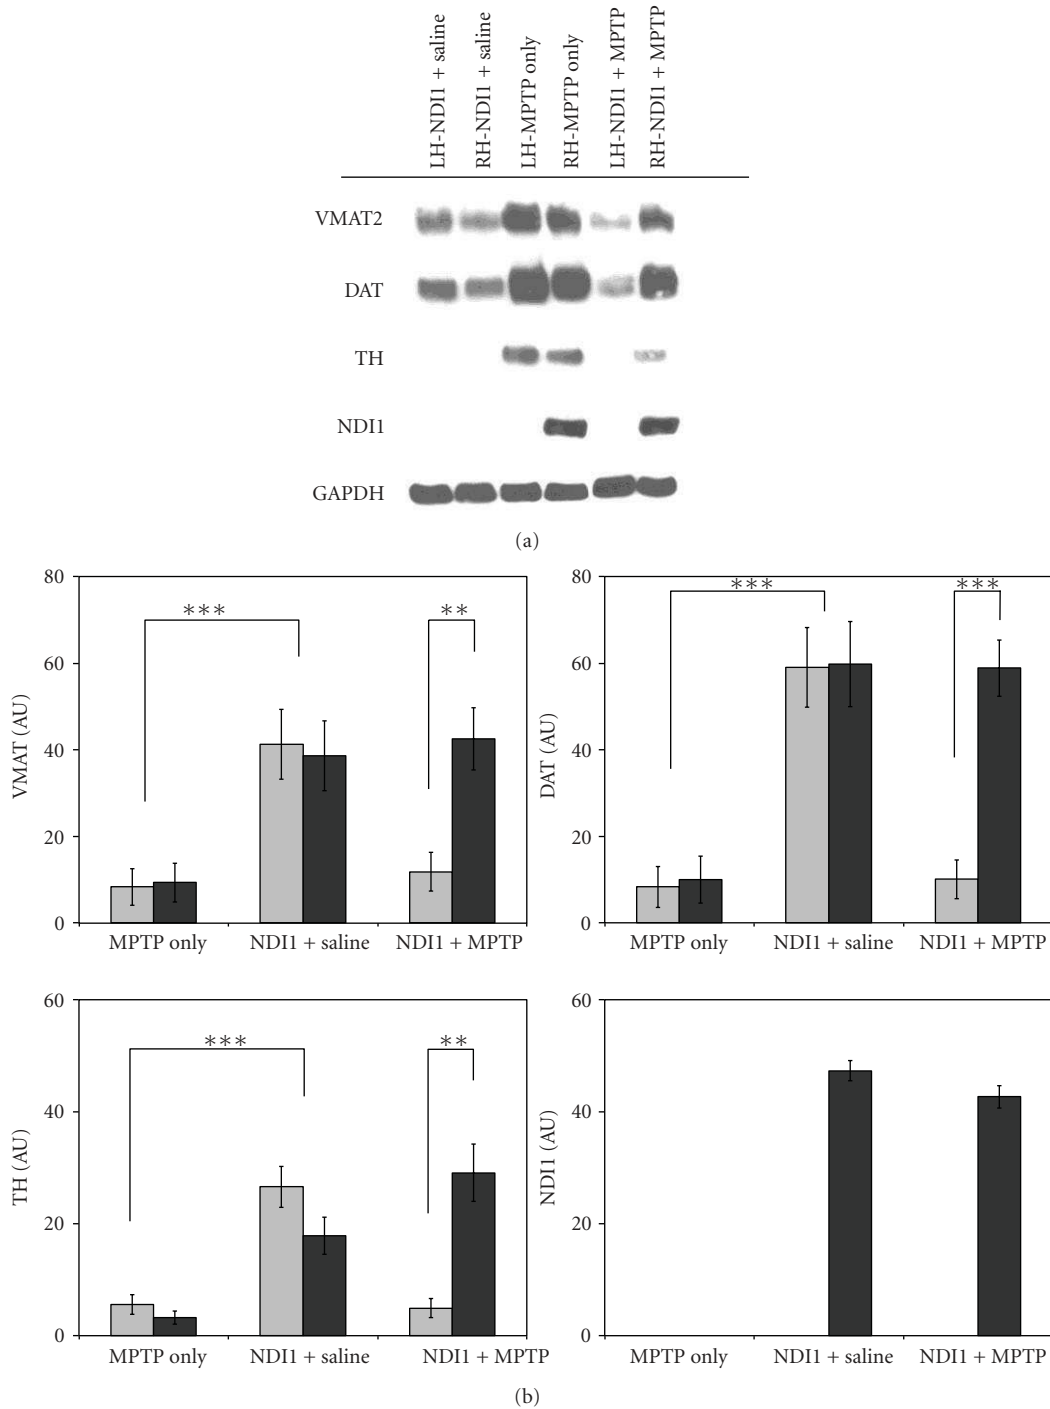 LH-NDI1 + saline
RH-NDI1 + saline
LH-MPTP only
RH-MPTP only
LH-NDI1 + MPTP
RH-NDI1 + MPTP
VMAT2
DAT
TH
NDI1
GAPDH
(a)
VMAT (AU)
80
60
40
20
0
***
**
MPTP only
NDI1 + saline
NDI1 + MPTP
DAT (AU)
80
60
40
20
0
***
***
MPTP only
NDI1 + saline
NDI1 + MPTP
TH (AU)
60
40
20
0
***
**
MPTP only
NDI1 + saline
NDI1 + MPTP
NDI1 (AU)
60
40
20
0
MPTP only
NDI1 + saline
NDI1 + MPTP
(b)